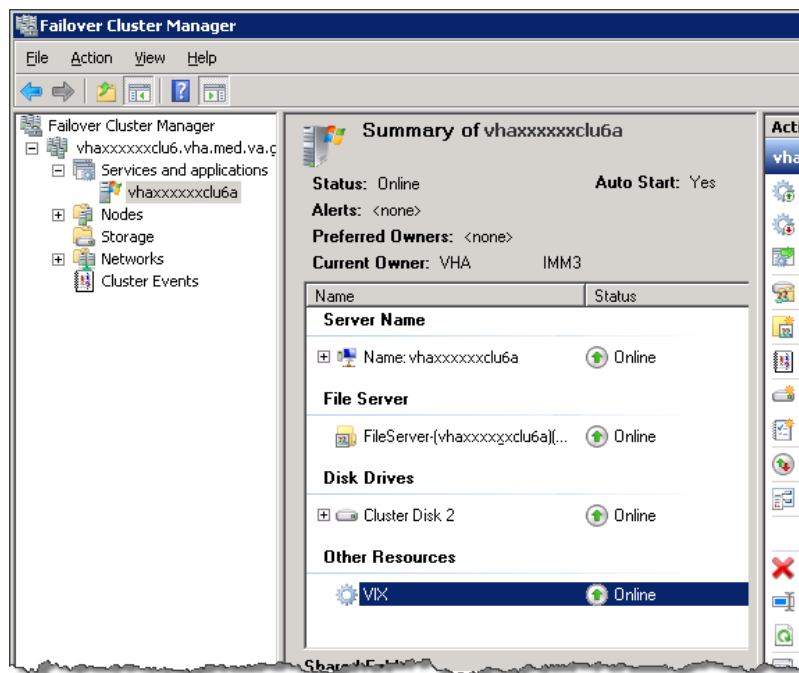 Failover Cluster Manager
File Action View Help
Failover Cluster Manager
vhaxxxxxxclu6.vha.med.va.g
Services and applications
vhaxxxxxxclu6a
Nodes
Storage
Networks
Cluster Events
Summary of vhaxxxxxxclu6a
Status: Online Auto Start: Yes
Alerts: <none>
Preferred Owners: <none>
Current Owner: VHA IMM3
Name Status
Server Name
Name: vhaxxxxxxclu6a Online
File Server
FileServer-(vhaxxxxxxclu6a)(... Online
Disk Drives
Cluster Disk 2 Online
Other Resources
VIX Online
Acti
vha